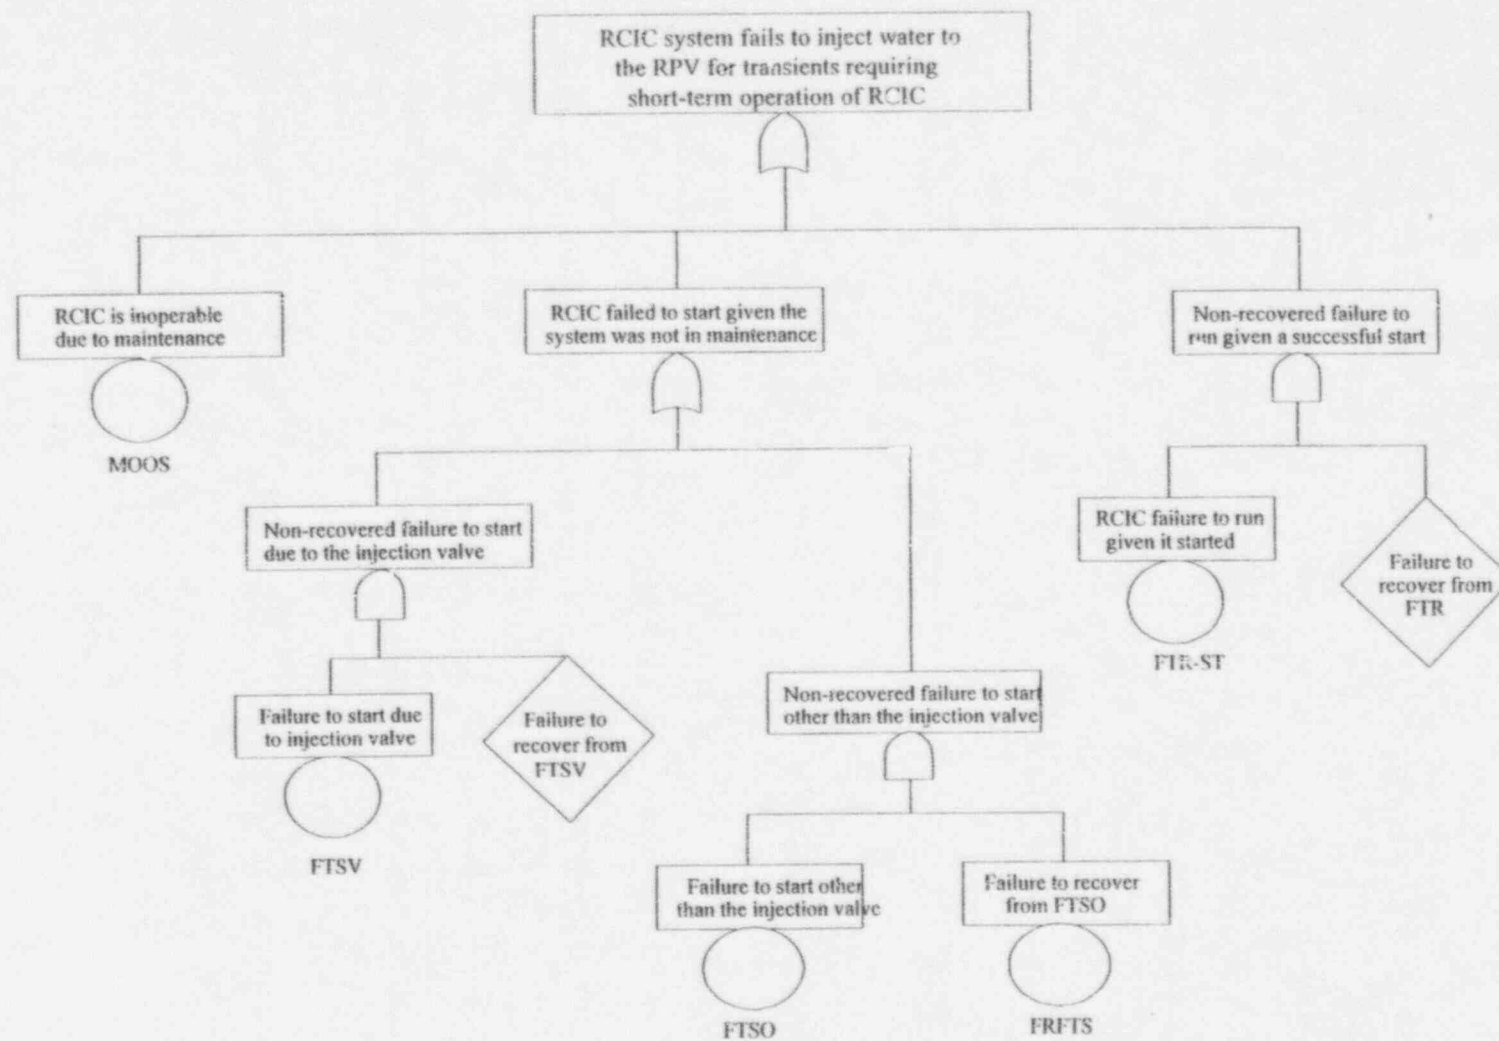 RCIC system fails to inject water to
the RPV for transients requiring
short-term operation of RCIC
RCIC is inoperable
due to maintenance
MOOS
RCIC failed to start given the
system was not in maintenance
Non-recovered failure to
run given a successful start
Non-recovered failure to start
due to the injection valve
RCIC failure to run
given it started
FTR-ST
Failure to
recover from
FTR
Failure to start due
to injection valve
FTSV
Failure to
recover from
FTSV
Non-recovered failure to start
other than the injection valve
Failure to start other
than the injection valve
FTSO
Failure to recover
from FTSO
FRFTS